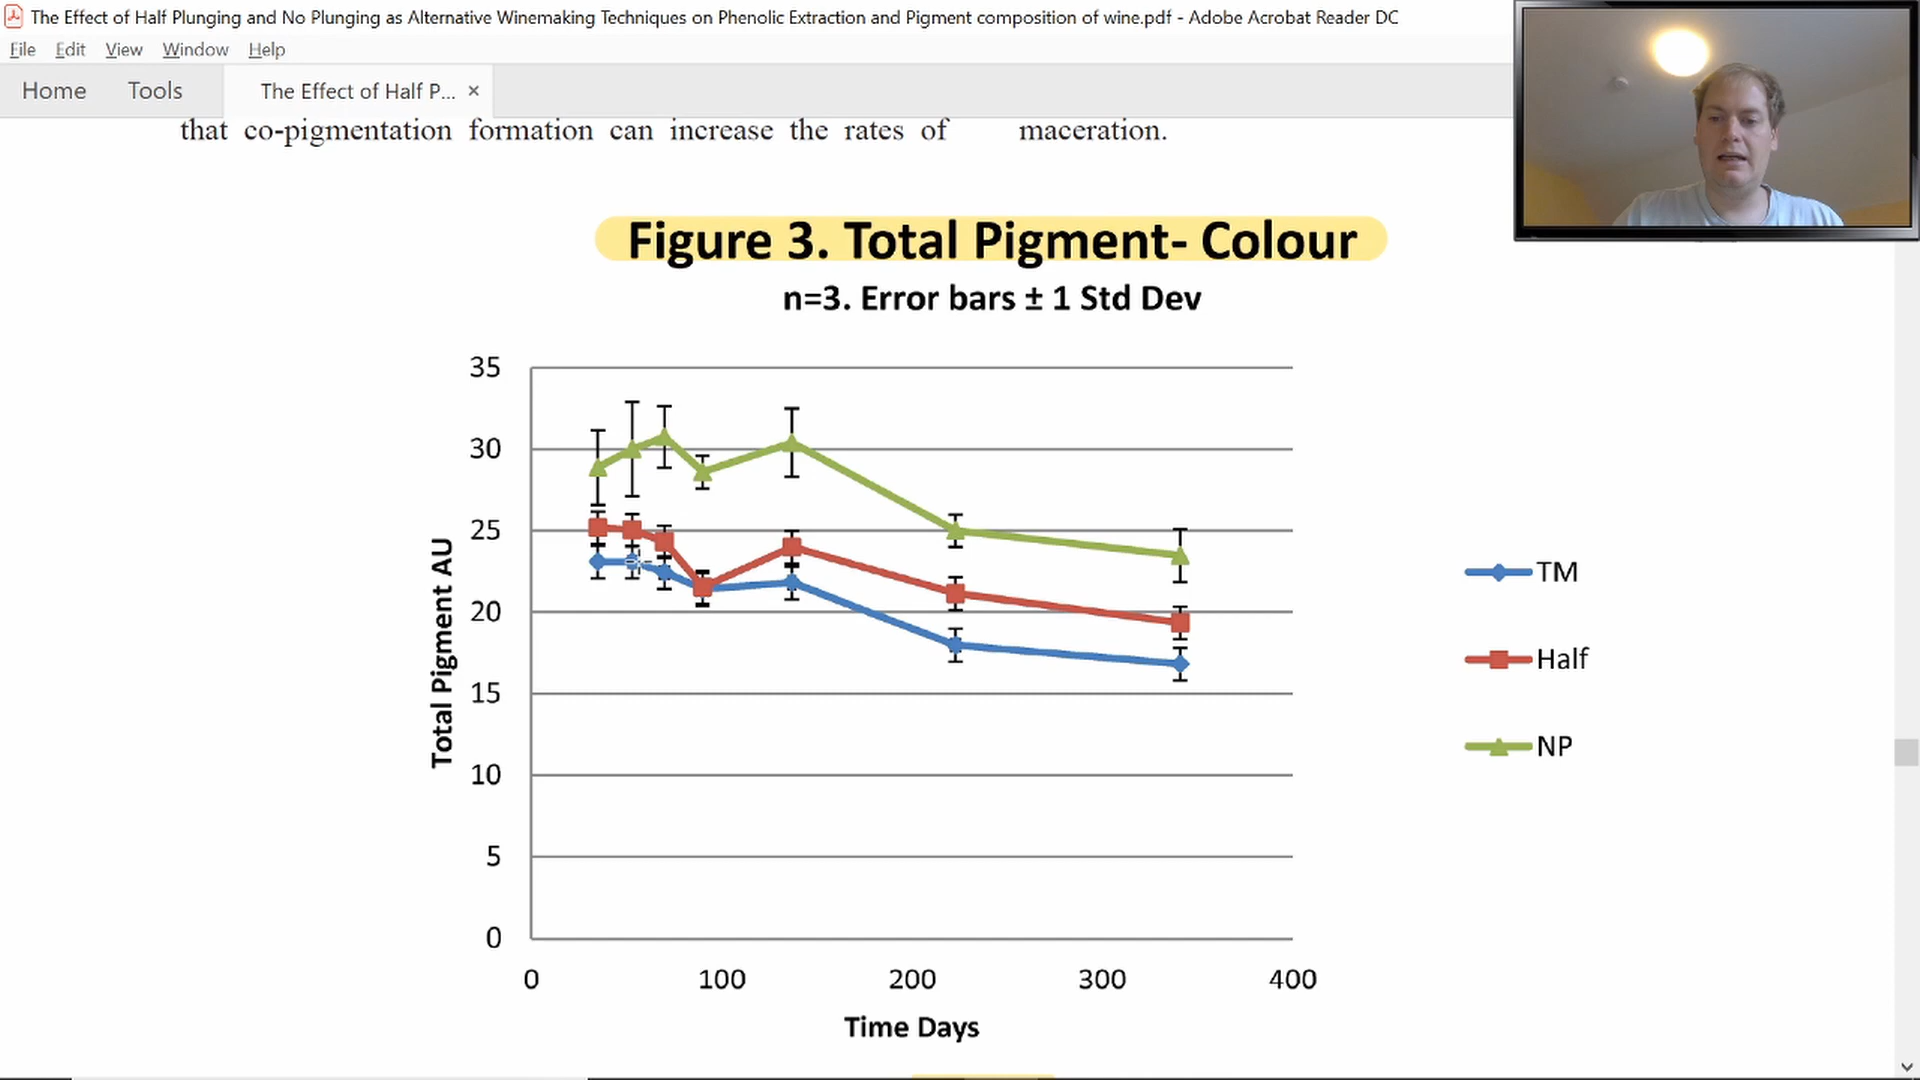 The Effect of Half Plunging and No Plunging as Alternative Winemaking Techniques on Phenolic Extraction and Pigment composition of wine.pdf - Adobe Acrobat Reader DC
File Edit View Window Help
Home Tools The Effect of Half P... ×
that co-pigmentation formation can increase the rates of maceration.
Figure 3. Total Pigment- Colour
n=3. Error bars ± 1 Std Dev
Total Pigment AU
35
30
25
20
15
10
5
0
0 100 200 300 400
Time Days
TM
Half
NP